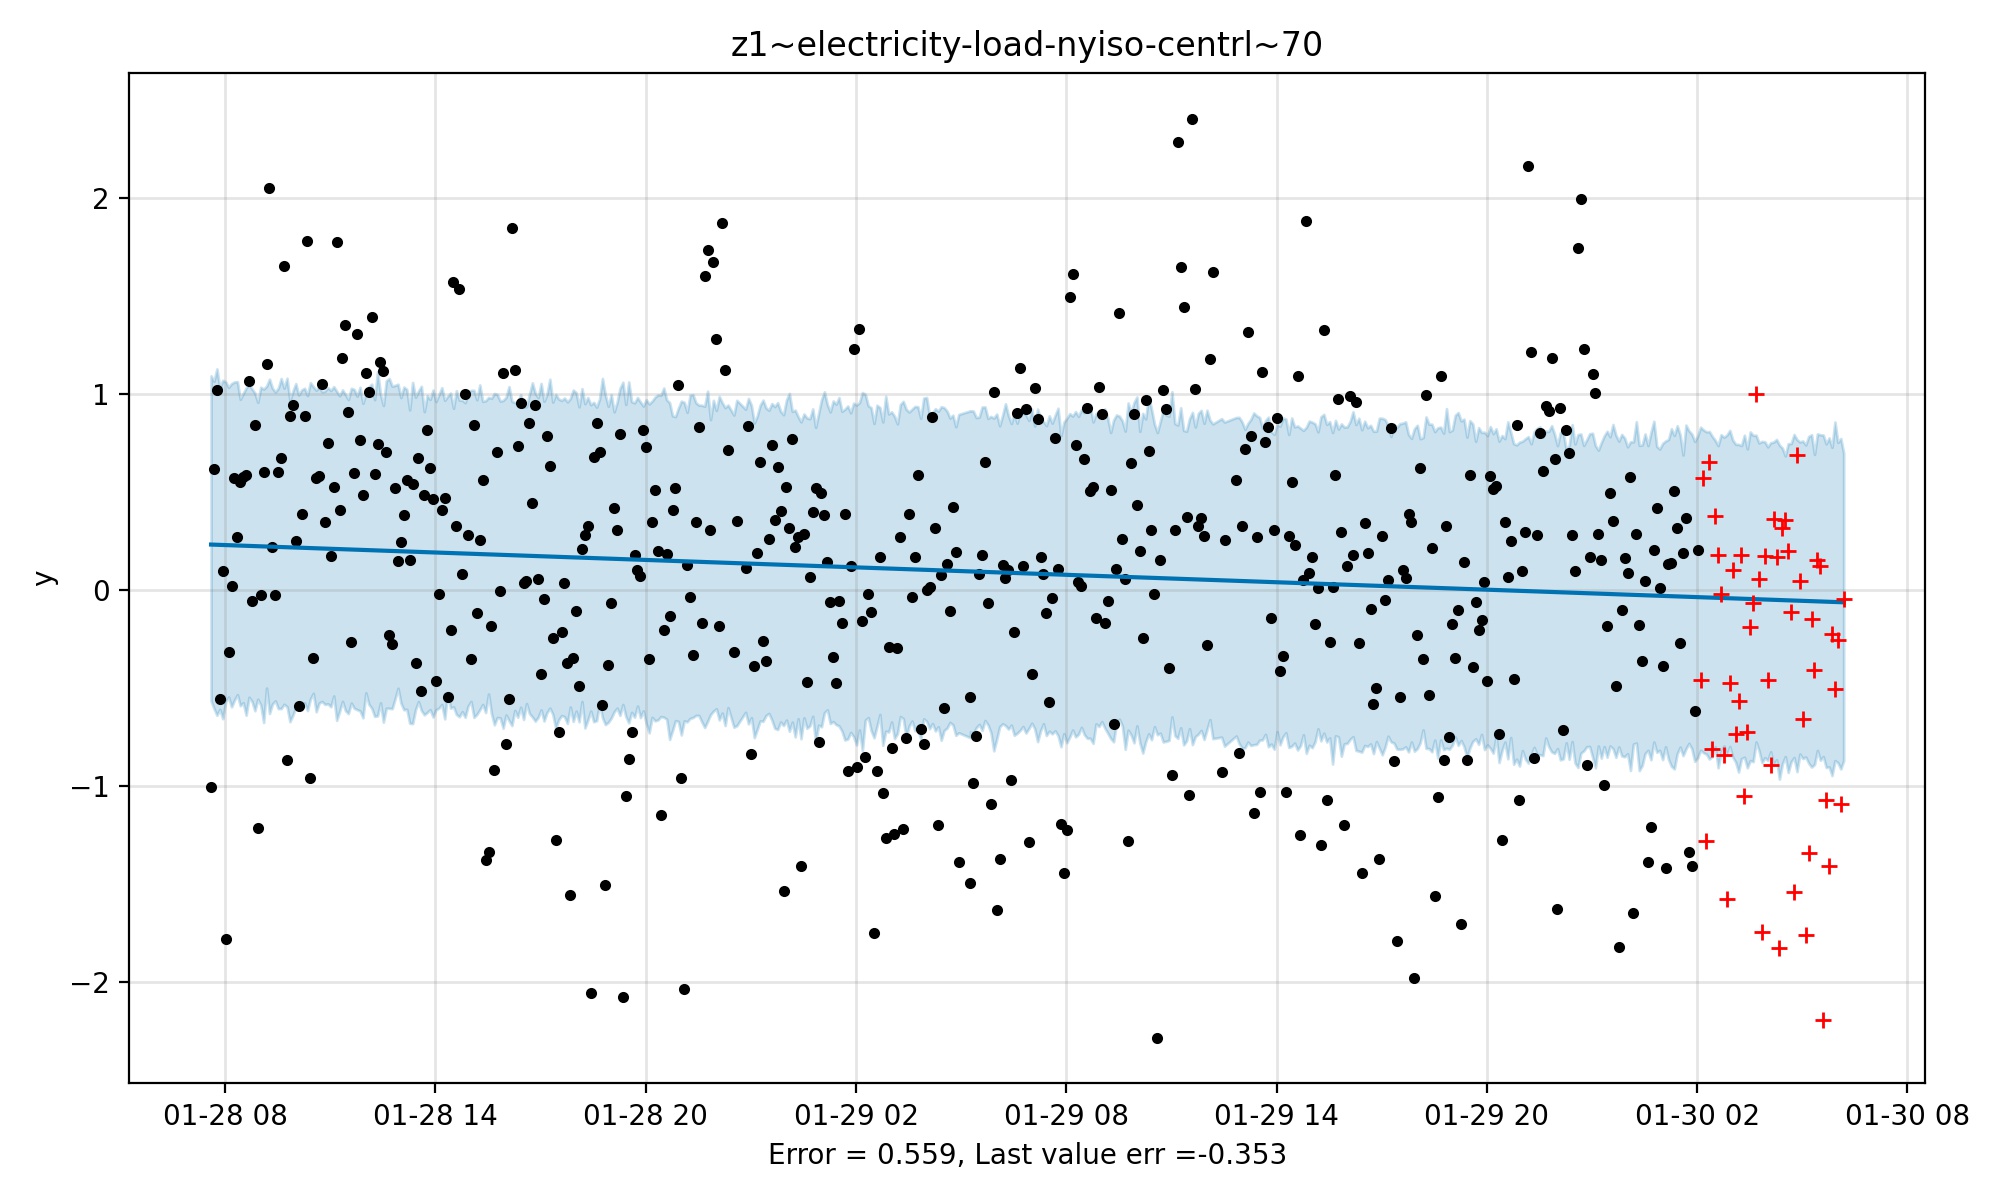 z1~electricity-load-nyiso-centrl~70
y
2
1
0
−1
−2
01-28 08 01-28 14 01-28 20 01-29 02 01-29 08 01-29 14 01-29 20 01-30 02 01-30 08
Error = 0.559, Last value err =-0.353